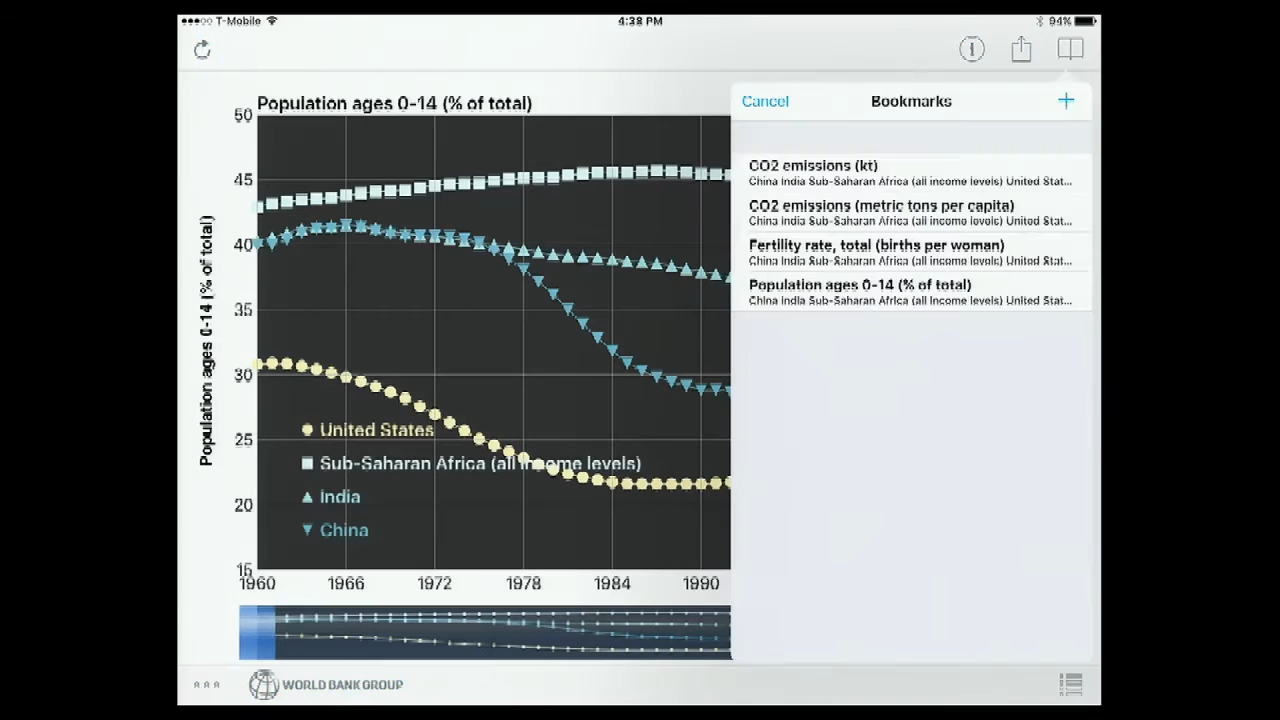 T-Mobile
4:38 PM
94%
Cancel
Bookmarks
CO2 emissions (kt)
China India Sub-Saharan Africa (all income levels) United Stat...
CO2 emissions (metric tons per capita)
China India Sub-Saharan Africa (all income levels) United Stat...
Fertility rate, total (births per woman)
China India Sub-Saharan Africa (all income levels) United Stat...
Population ages 0-14 (% of total)
China India Sub-Saharan Africa (all income levels) United Stat...
Population ages 0-14 (% of total)
Population ages 0-14 (% of total)
50
45
40
35
30
25
20
15
United States
Sub-Saharan Africa (all income levels)
India
China
1960 1966 1972 1978 1984 1990
WORLD BANK GROUP